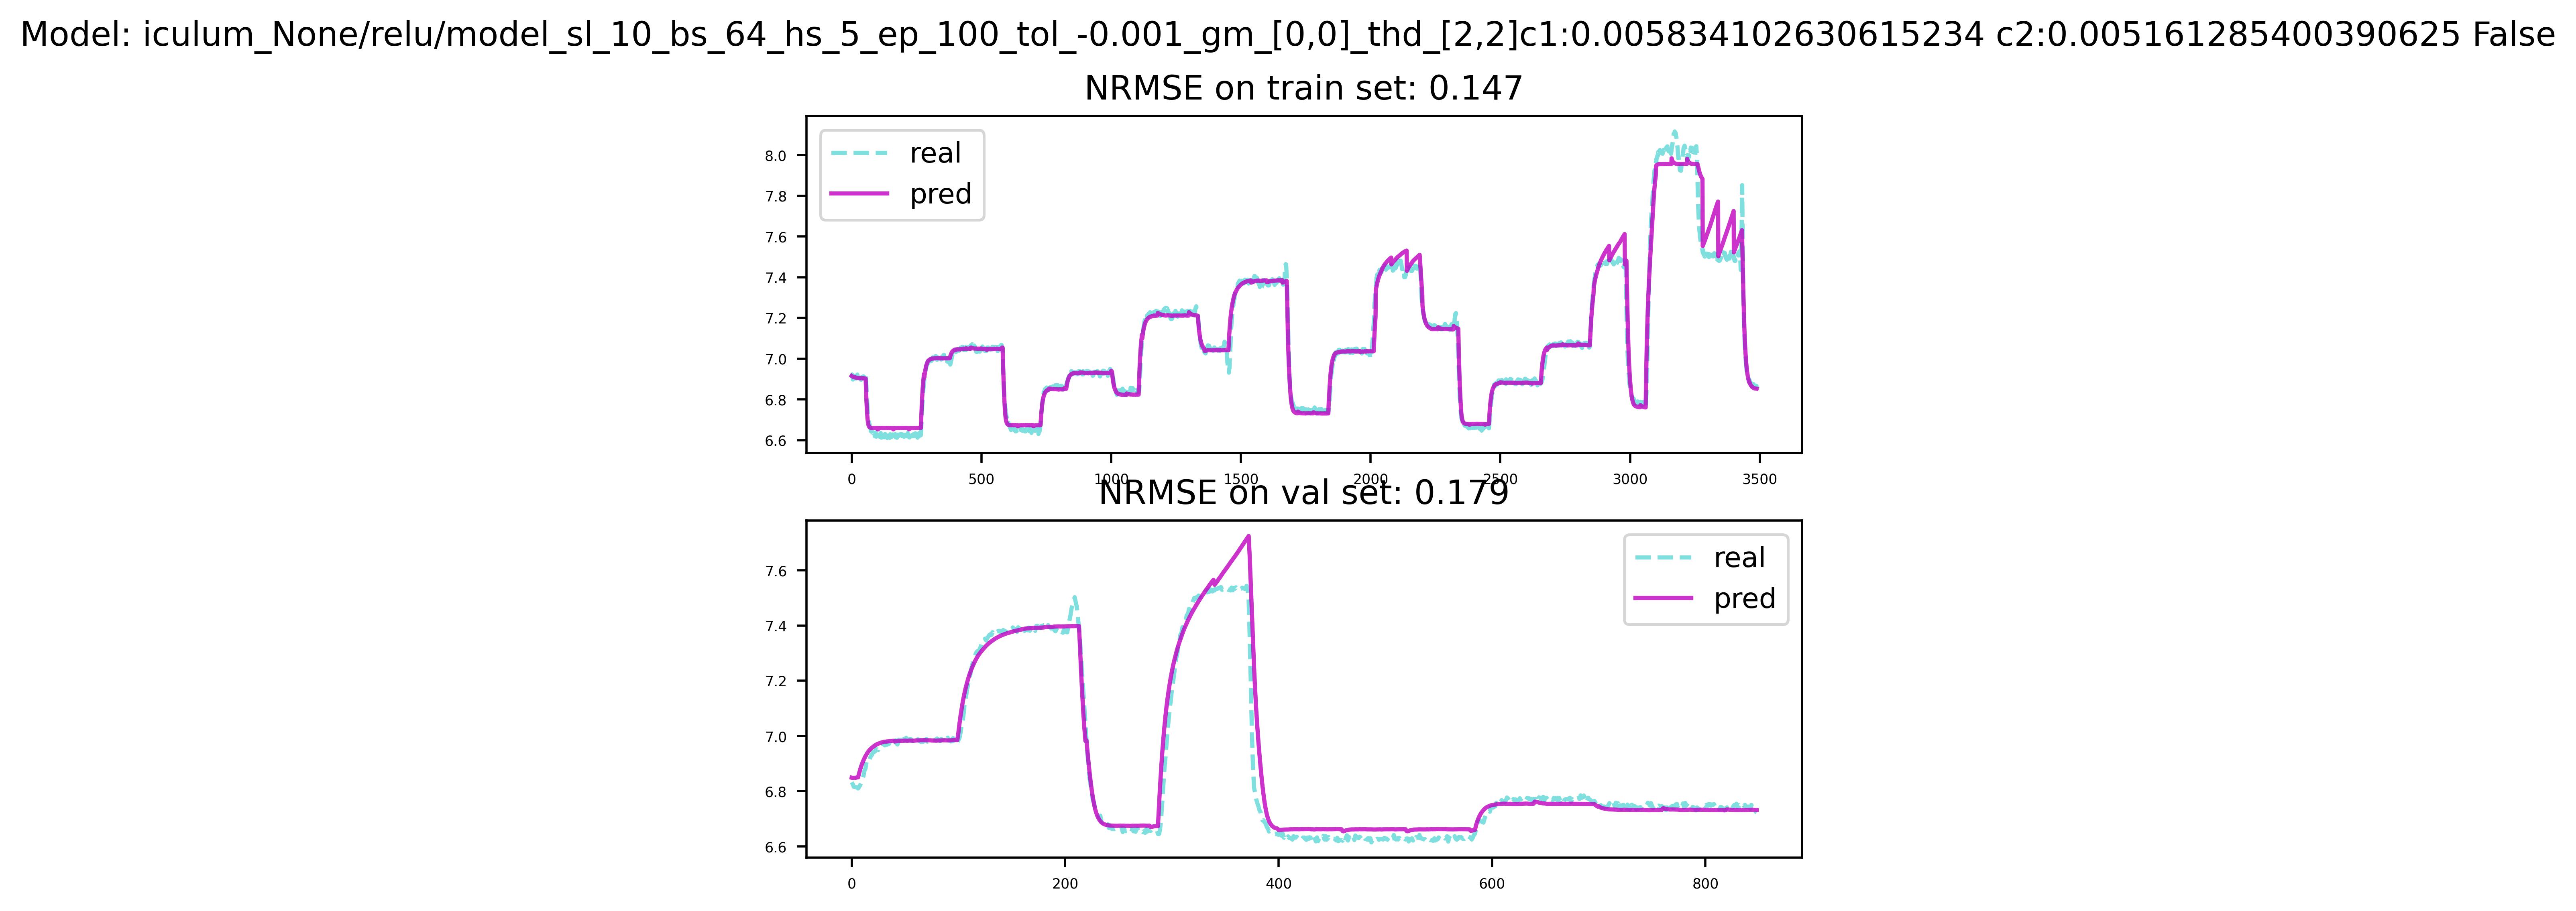 Model: iculum_None/relu/model_sl_10_bs_64_hs_5_ep_100_tol_-0.001_gm_[0,0]_thd_[2,2]c1:0.005834102630615234 c2:0.005161285400390625 False
NRMSE on train set: 0.147
real
pred
8.0
7.8
7.6
7.4
7.2
7.0
6.8
6.6
0 500 1000 1500 2000 2500 3000 3500
NRMSE on val set: 0.179
real
pred
7.6
7.4
7.2
7.0
6.8
6.6
0 200 400 600 800